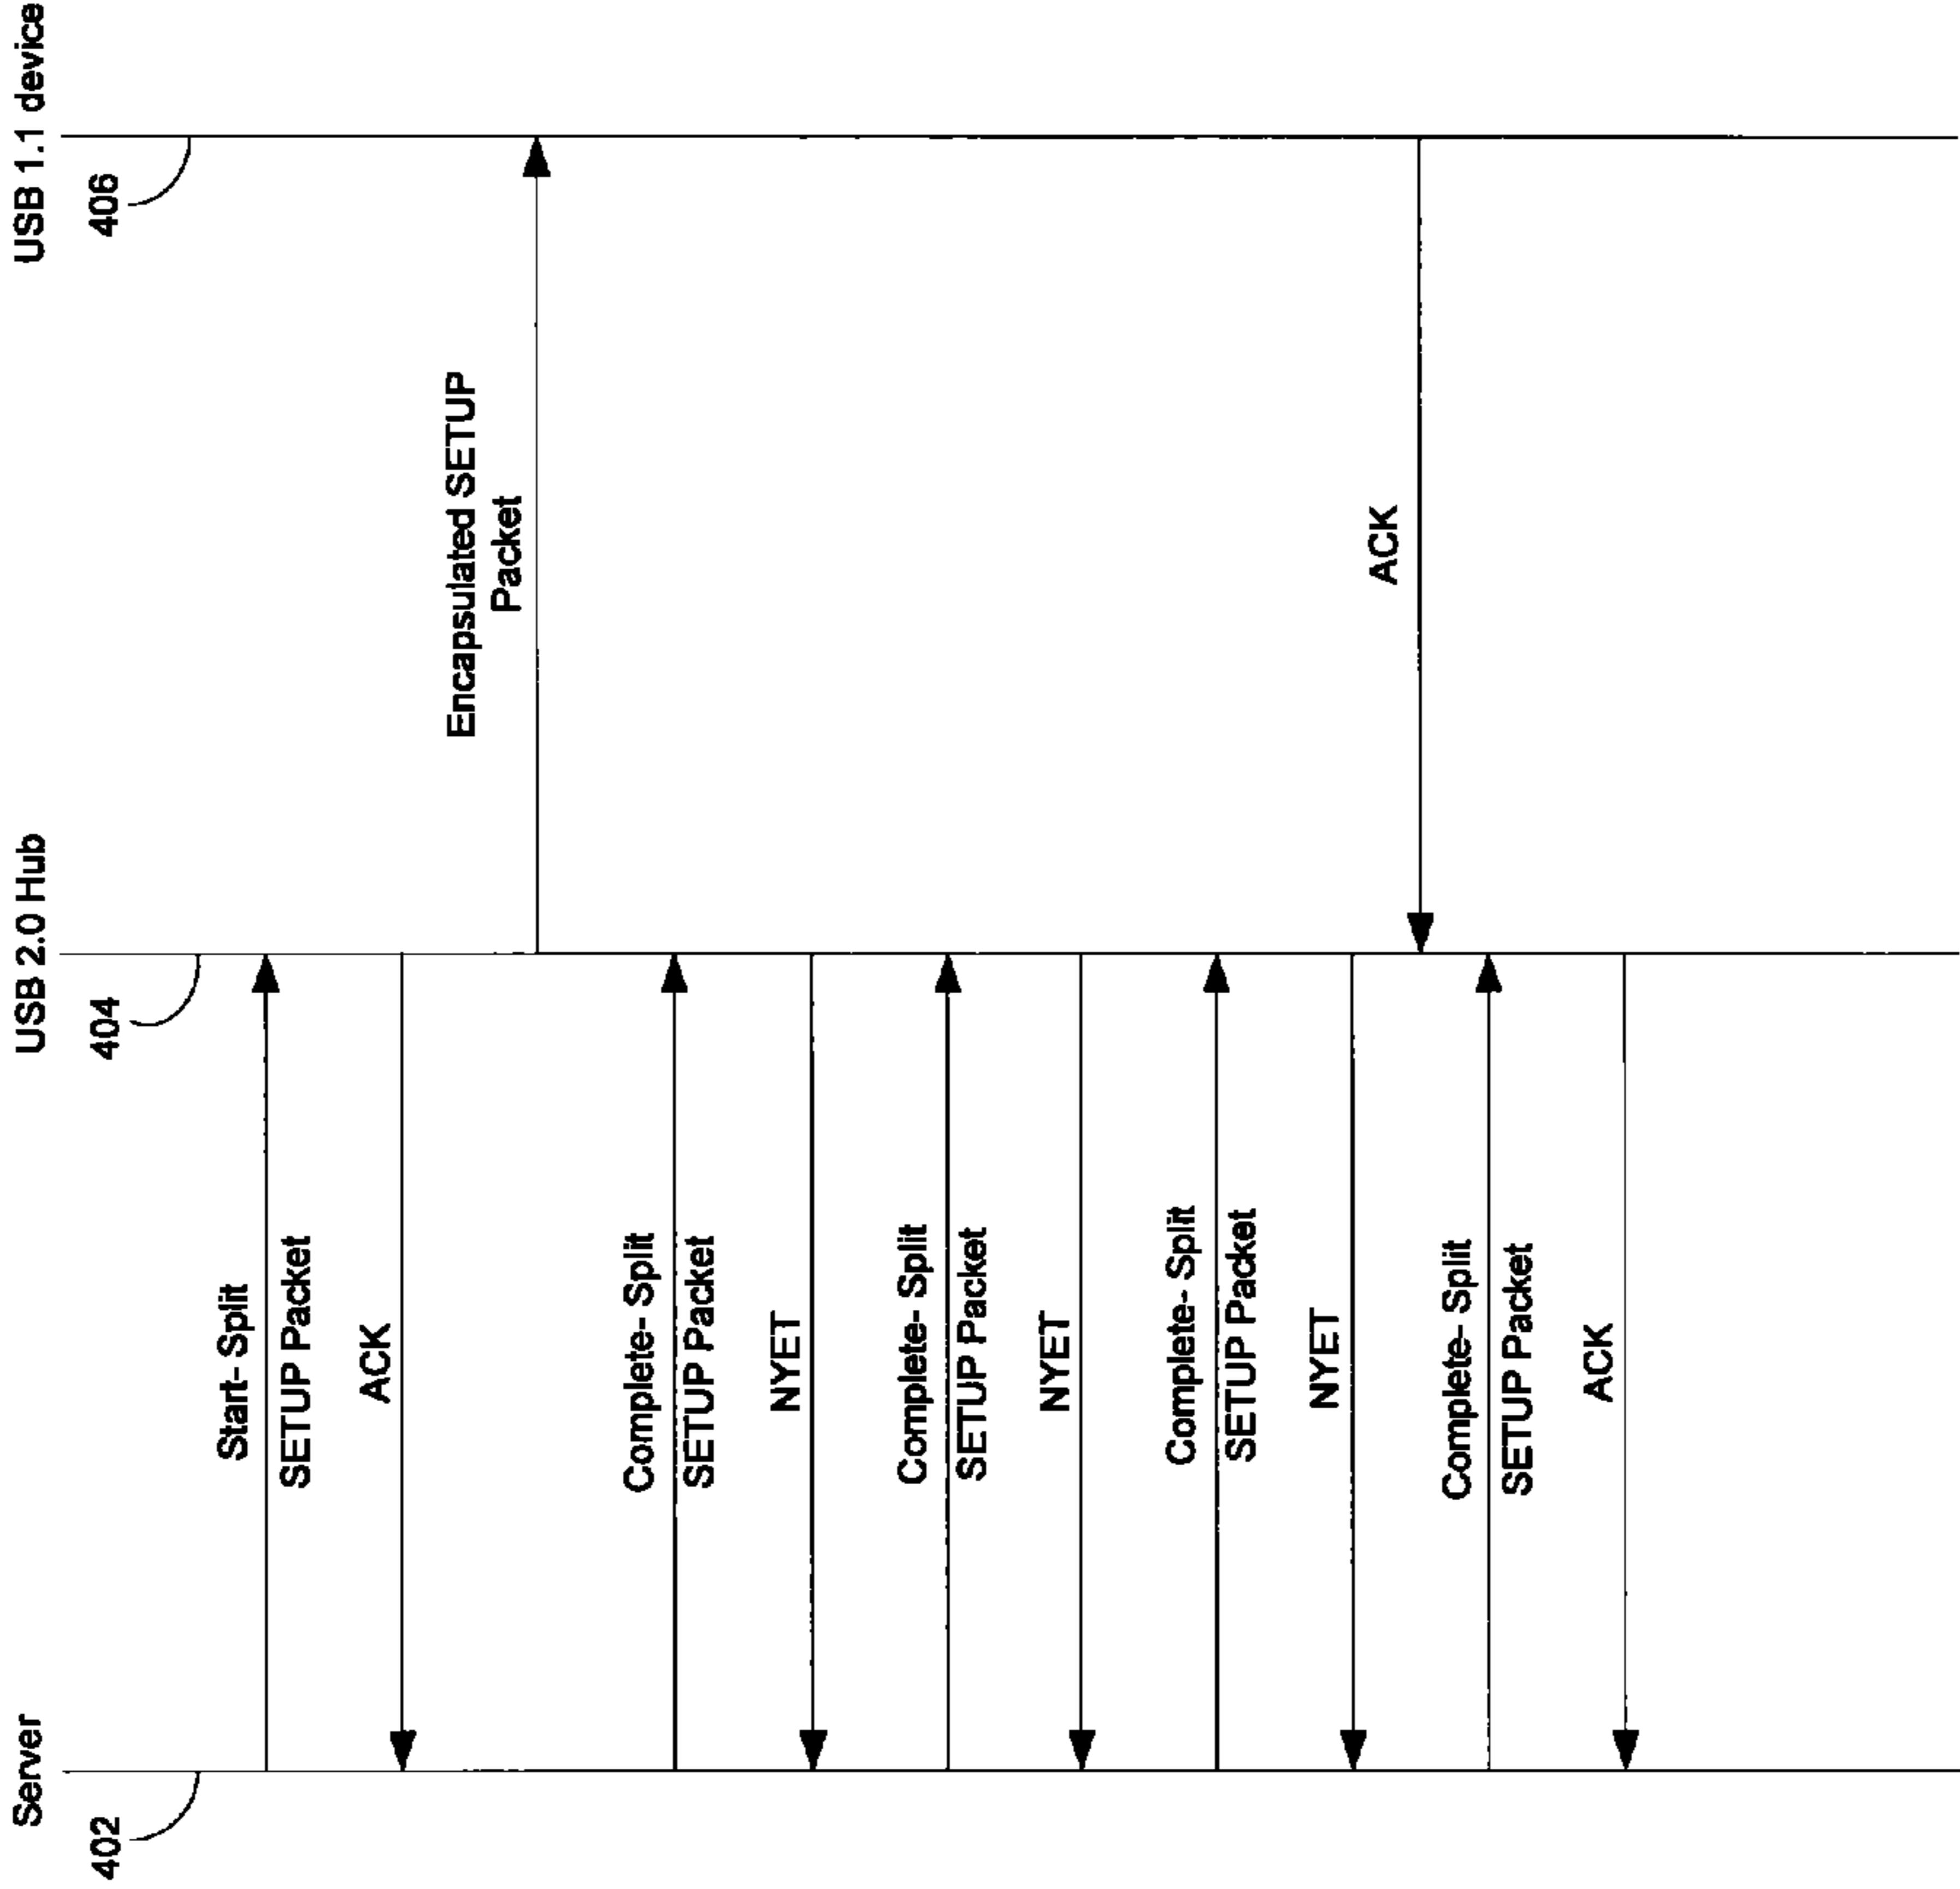 Server
USB 2.0 Hub
USB 1.1 device
402
404
406
Start- Split
SETUP Packet
ACK
Encapsulated SETUP
Packet
Complete- Split
SETUP Packet
NYET
Complete- Split
SETUP Packet
NYET
Complete- Split
SETUP Packet
NYET
ACK
Complete- Split
SETUP Packet
ACK